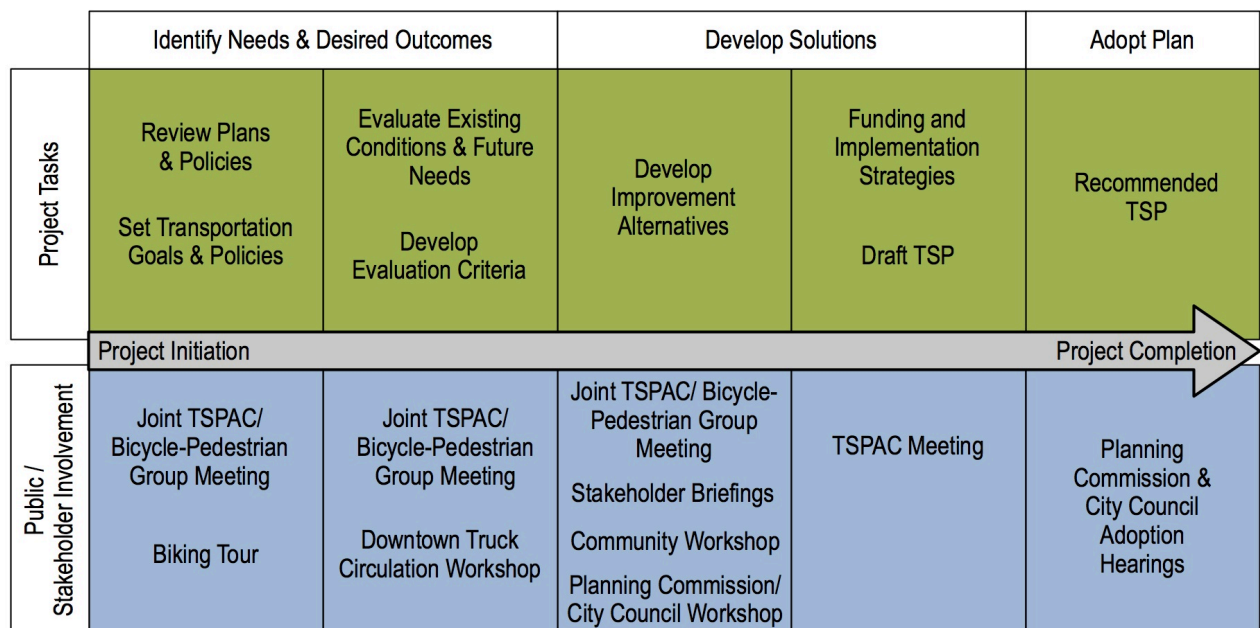 Identify Needs & Desired Outcomes
Develop Solutions
Adopt Plan
Project Tasks
Review Plans
& Policies
Set Transportation
Goals & Policies
Evaluate Existing
Conditions & Future
Needs
Develop
Evaluation Criteria
Develop
Improvement
Alternatives
Funding and
Implementation
Strategies
Draft TSP
Recommended
TSP
Project Initiation
Project Completion
Public /
Stakeholder Involvement
Joint TSPAC/
Bicycle-Pedestrian
Group Meeting
Biking Tour
Joint TSPAC/
Bicycle-Pedestrian
Group Meeting
Downtown Truck
Circulation Workshop
Joint TSPAC/ Bicycle-
Pedestrian Group
Meeting
Stakeholder Briefings
Community Workshop
Planning Commission/
City Council Workshop
TSPAC Meeting
Planning
Commission &
City Council
Adoption
Hearings